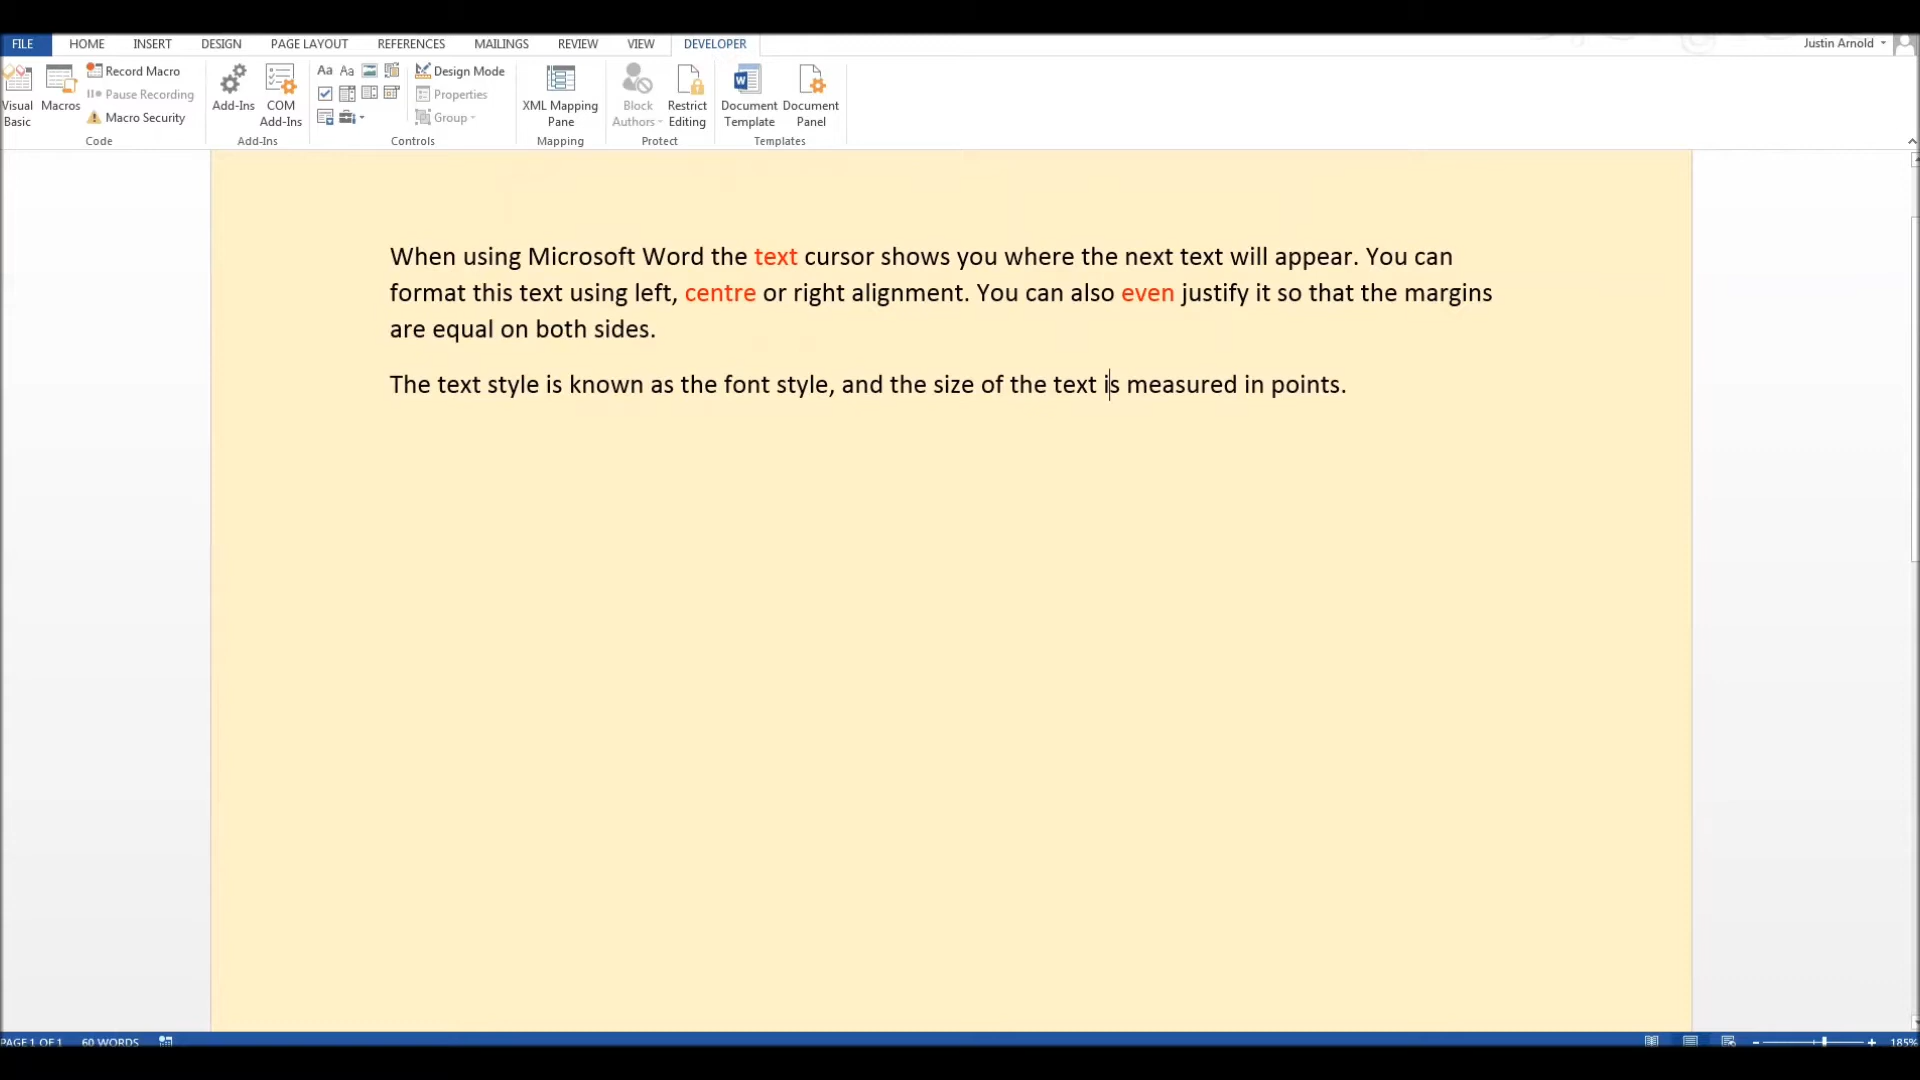 FILE HOME INSERT DESIGN PAGE LAYOUT REFERENCES MAILINGS REVIEW VIEW DEVELOPER Justin Arnold
Visual Basic
Macros
Record Macro
Pause Recording
Macro Security
Code
Add-Ins
COM Add-Ins
Add-Ins
Aa Aa
Design Mode
Properties
Group
Controls
XML Mapping Pane
Mapping
Block Authors
Restrict Editing
Protect
Document Template
Document Panel
Templates
When using Microsoft Word the text cursor shows you where the next text will appear. You can
format this text using left, centre or right alignment. You can also even justify it so that the margins
are equal on both sides.
The text style is known as the font style, and the size of the text is measured in points.
PAGE 1 OF 1 60 WORDS 185%